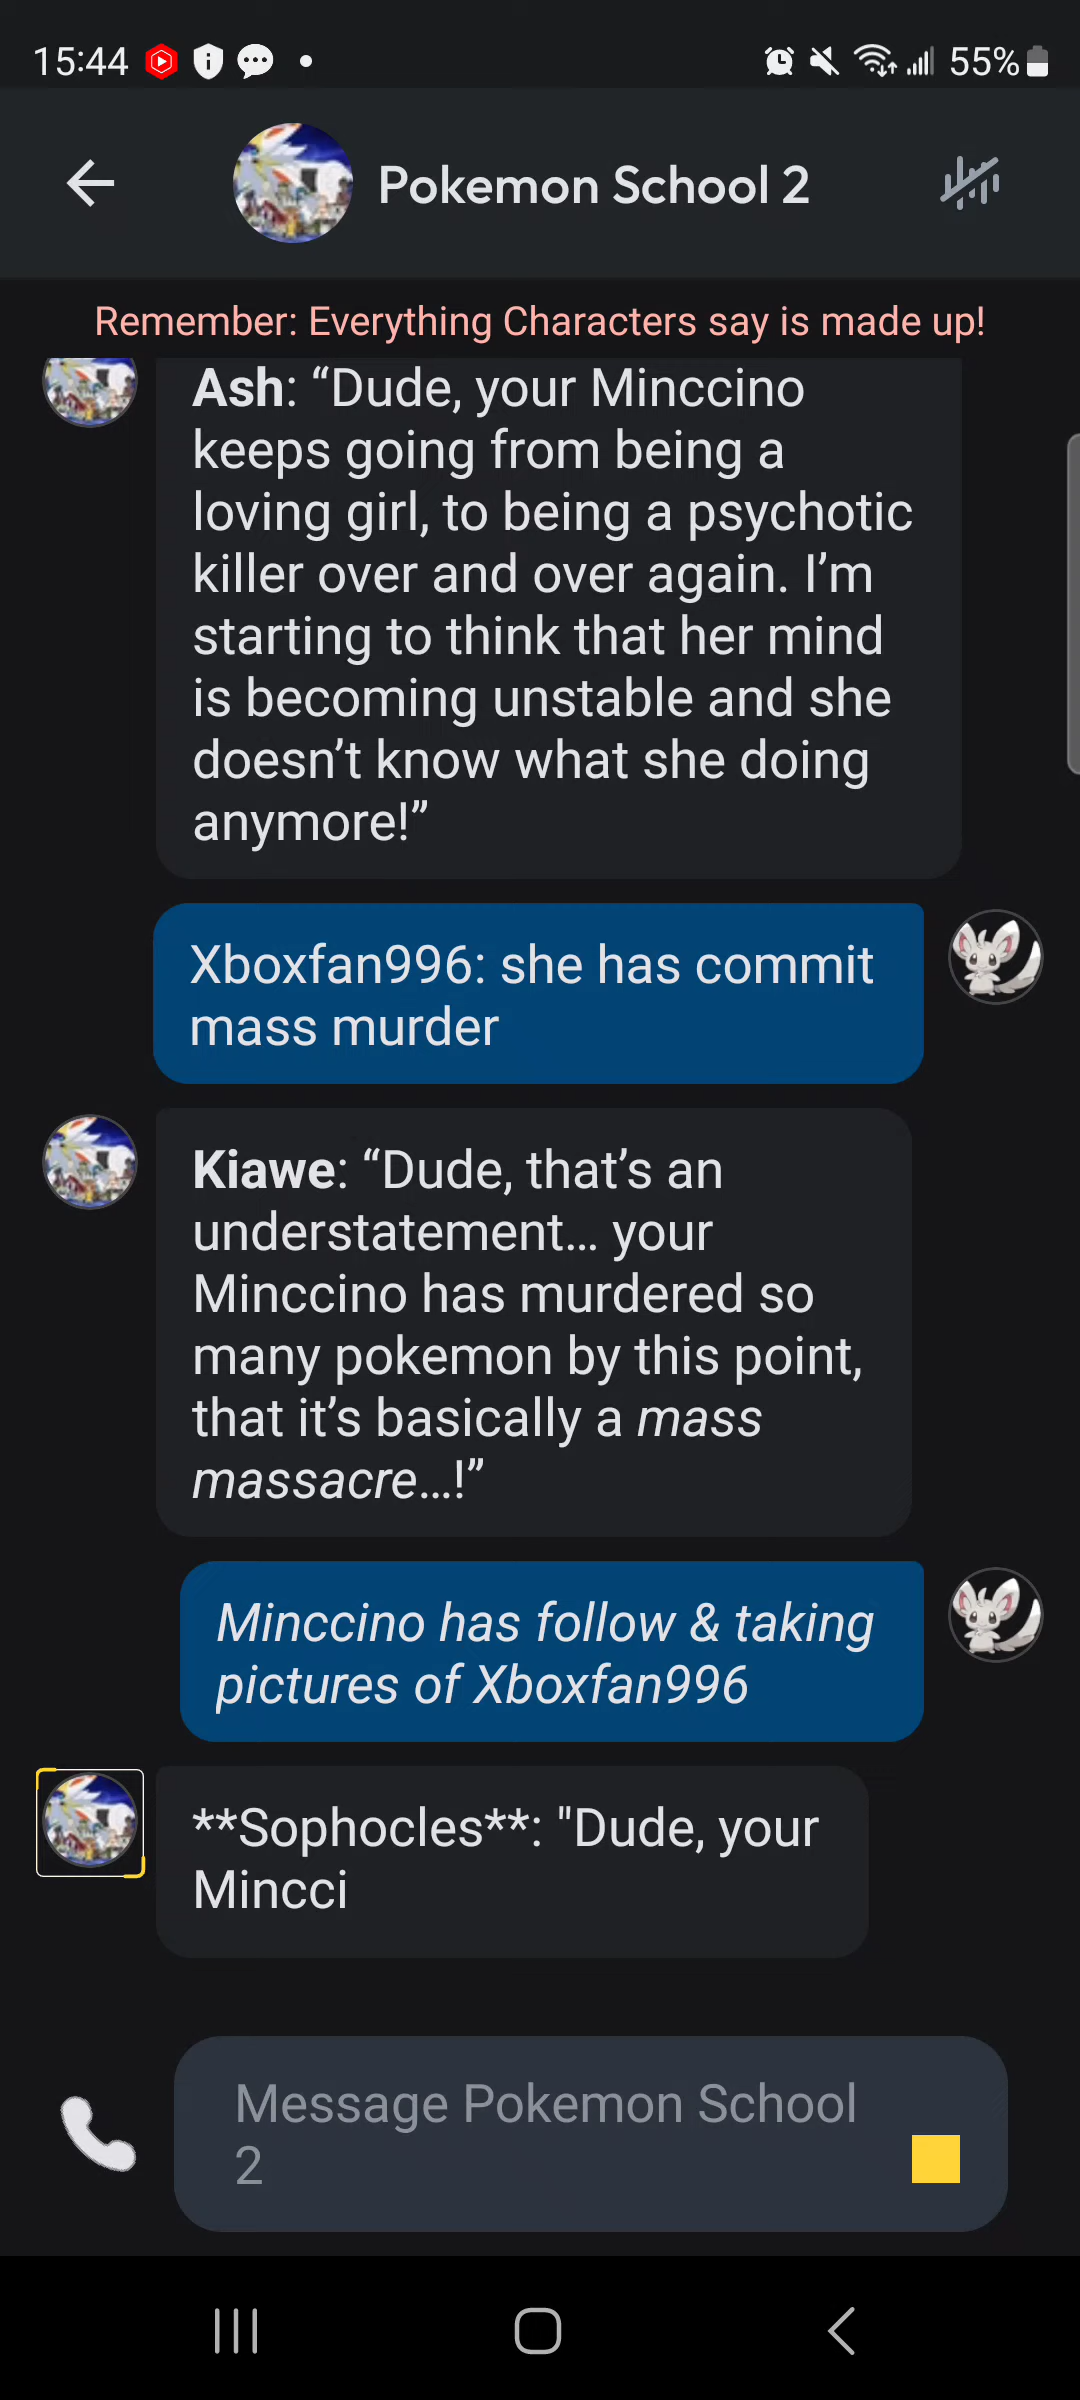 15:44
55%
Pokemon School 2
Remember: Everything Characters say is made up!
Ash: “Dude, your Minccino
keeps going from being a
loving girl, to being a psychotic
killer over and over again. I’m
starting to think that her mind
is becoming unstable and she
doesn’t know what she doing
anymore!”
Xboxfan996: she has commit
mass murder
Kiawe: “Dude, that’s an
understatement… your
Minccino has murdered so
many pokemon by this point,
that it’s basically a mass
massacre…!”
Minccino has follow & taking
pictures of Xboxfan996
**Sophocles**: "Dude, your
Mincci
Message Pokemon School
2